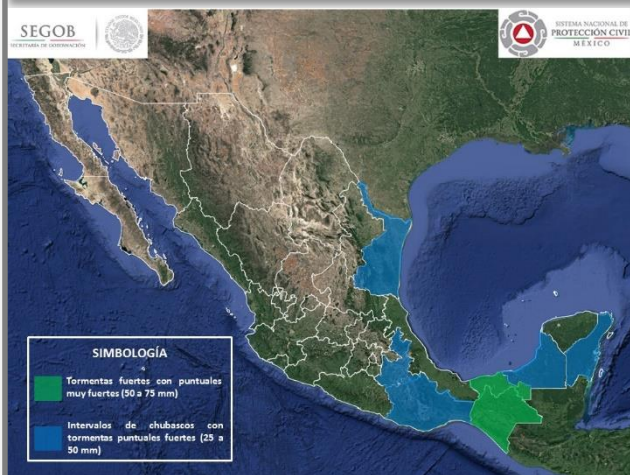 SEGOB
SECRETARÍA DE GOBERNACIÓN
SISTEMA NACIONAL DE
PROTECCIÓN CIVIL
MÉXICO
SIMBOLOGÍA
Tormentas fuertes con puntuales
muy fuertes (50 a 75 mm)
Intervalos de chubascos con
tormentas puntuales fuertes (25 a
50 mm)